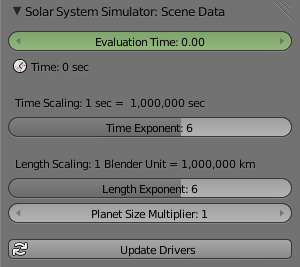 Solar System Simulator: Scene Data
Evaluation Time: 0.00
Time: 0 sec
Time Scaling: 1 sec =  1,000,000 sec
Time Exponent: 6
Length Scaling: 1 Blender Unit = 1,000,000 km
Length Exponent: 6
Planet Size Multiplier: 1
Update Drivers